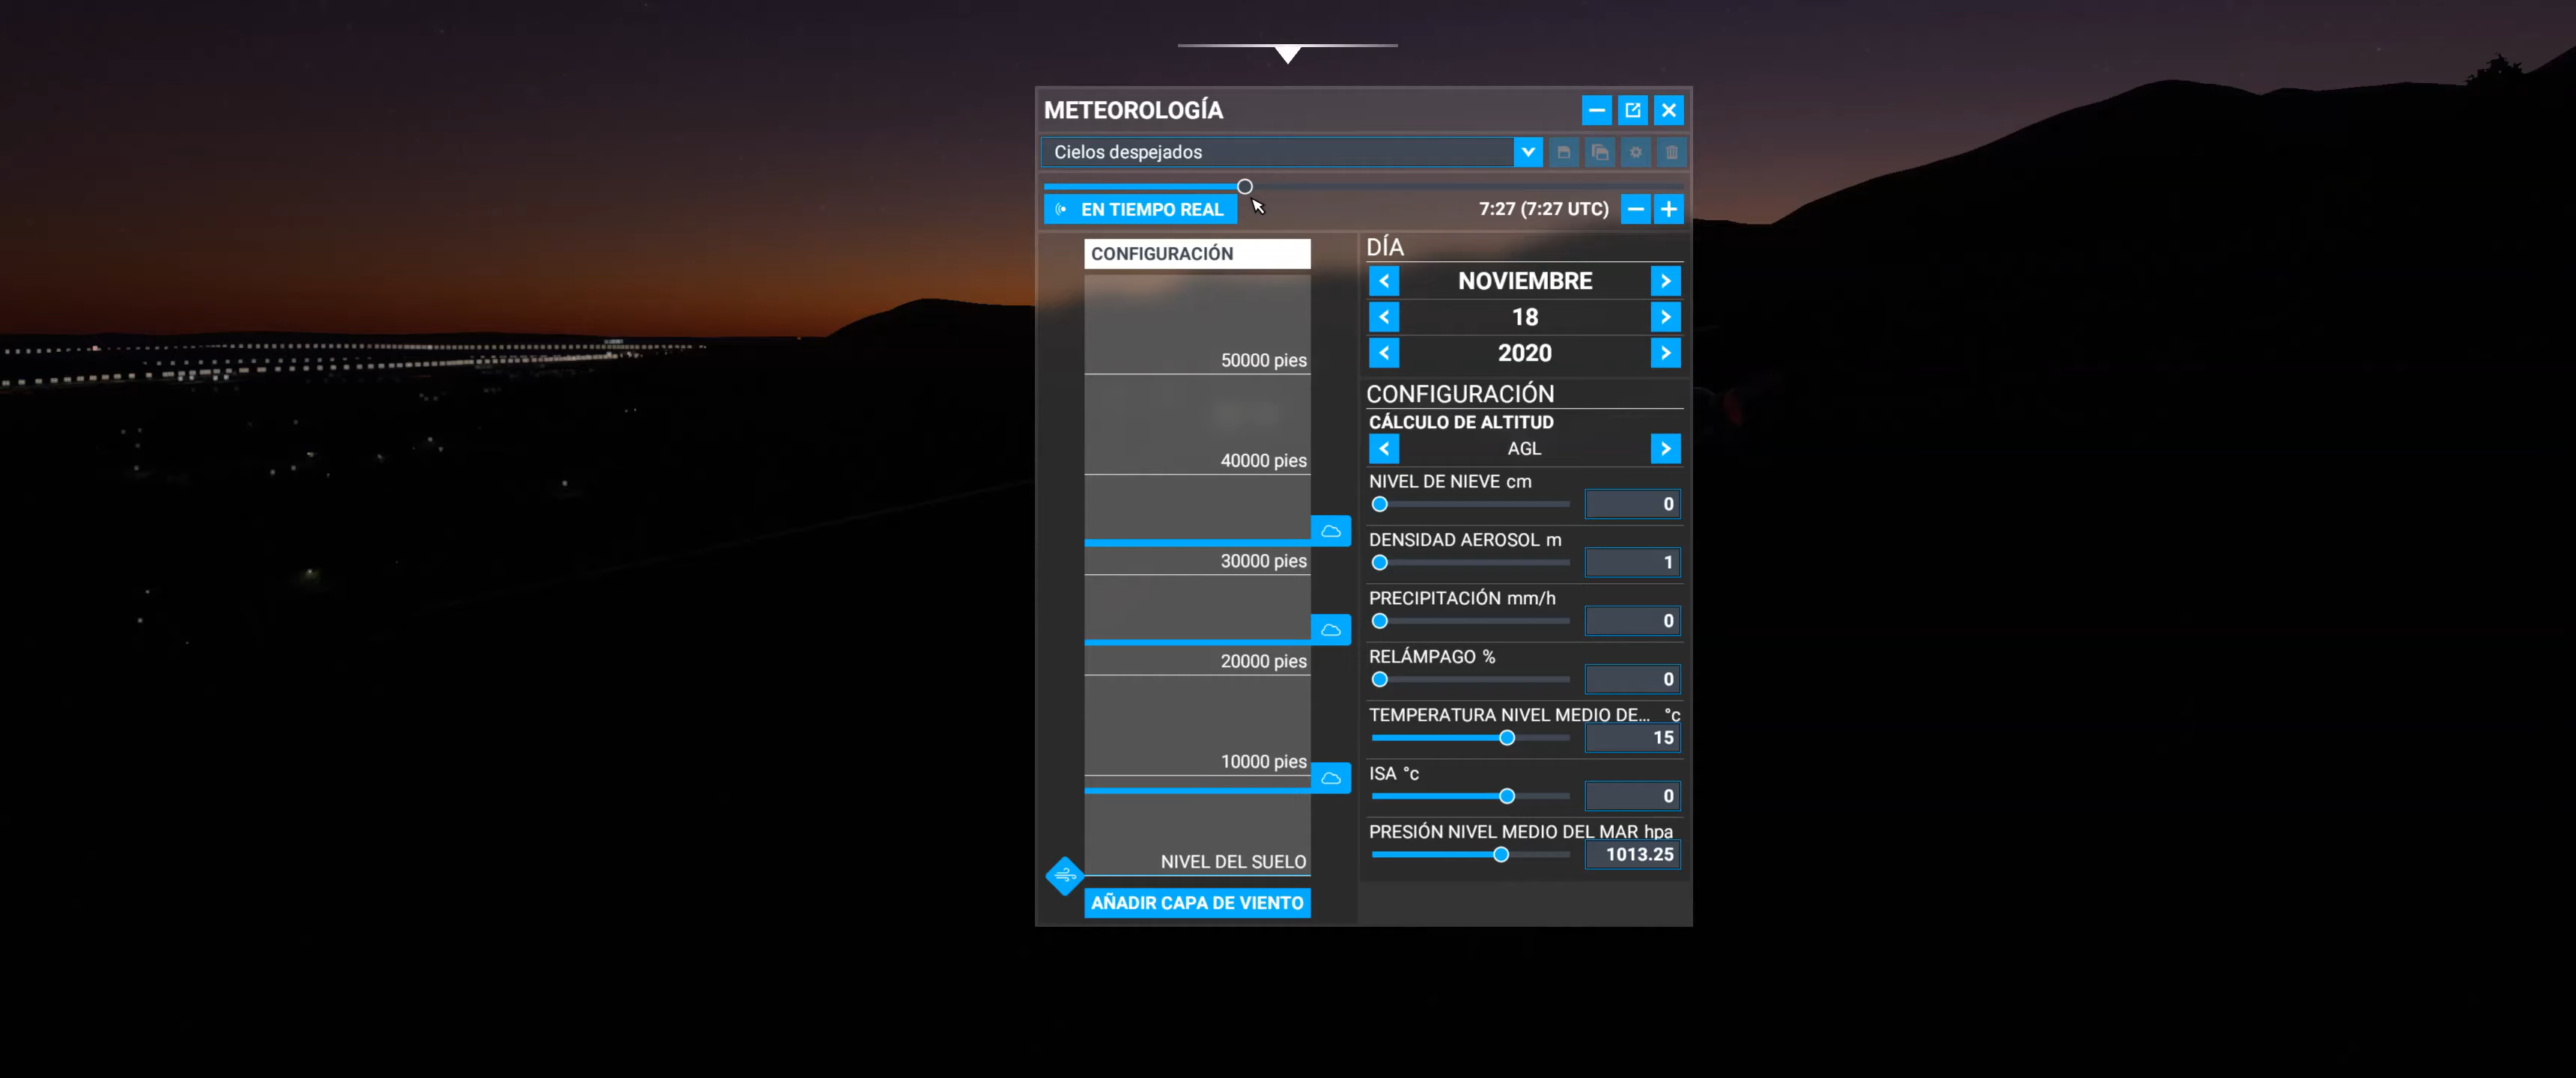 METEOROLOGÍA
Cielos despejados
EN TIEMPO REAL
7:27 (7:27 UTC)
CONFIGURACIÓN
50000 pies
40000 pies
30000 pies
20000 pies
10000 pies
NIVEL DEL SUELO
AÑADIR CAPA DE VIENTO
DÍA
NOVIEMBRE
18
2020
CONFIGURACIÓN
CÁLCULO DE ALTITUD
AGL
NIVEL DE NIEVE cm
0
DENSIDAD AEROSOL m
1
PRECIPITACIÓN mm/h
0
RELÁMPAGO %
0
TEMPERATURA NIVEL MEDIO DE... °c
15
ISA °c
0
PRESIÓN NIVEL MEDIO DEL MAR hpa
1013.25